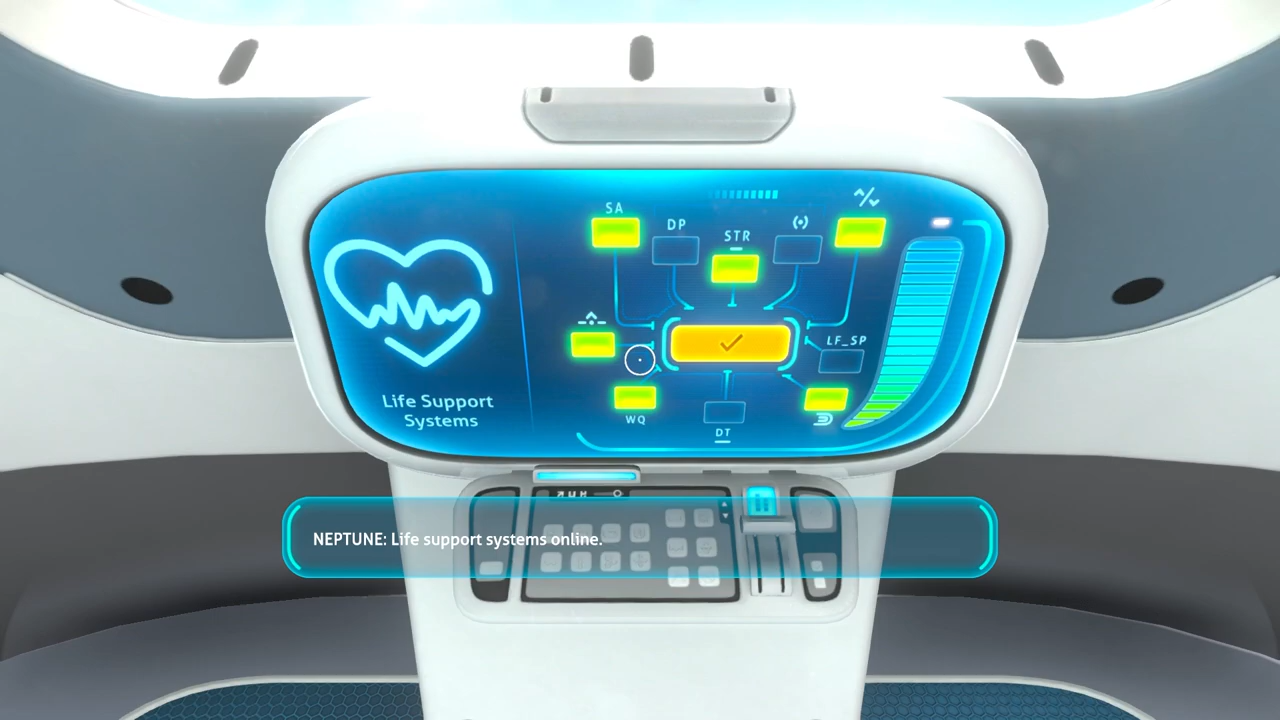 SA
DP
STR
LF_SP
WQ
DT
Life Support
Systems
NEPTUNE: Life support systems online.